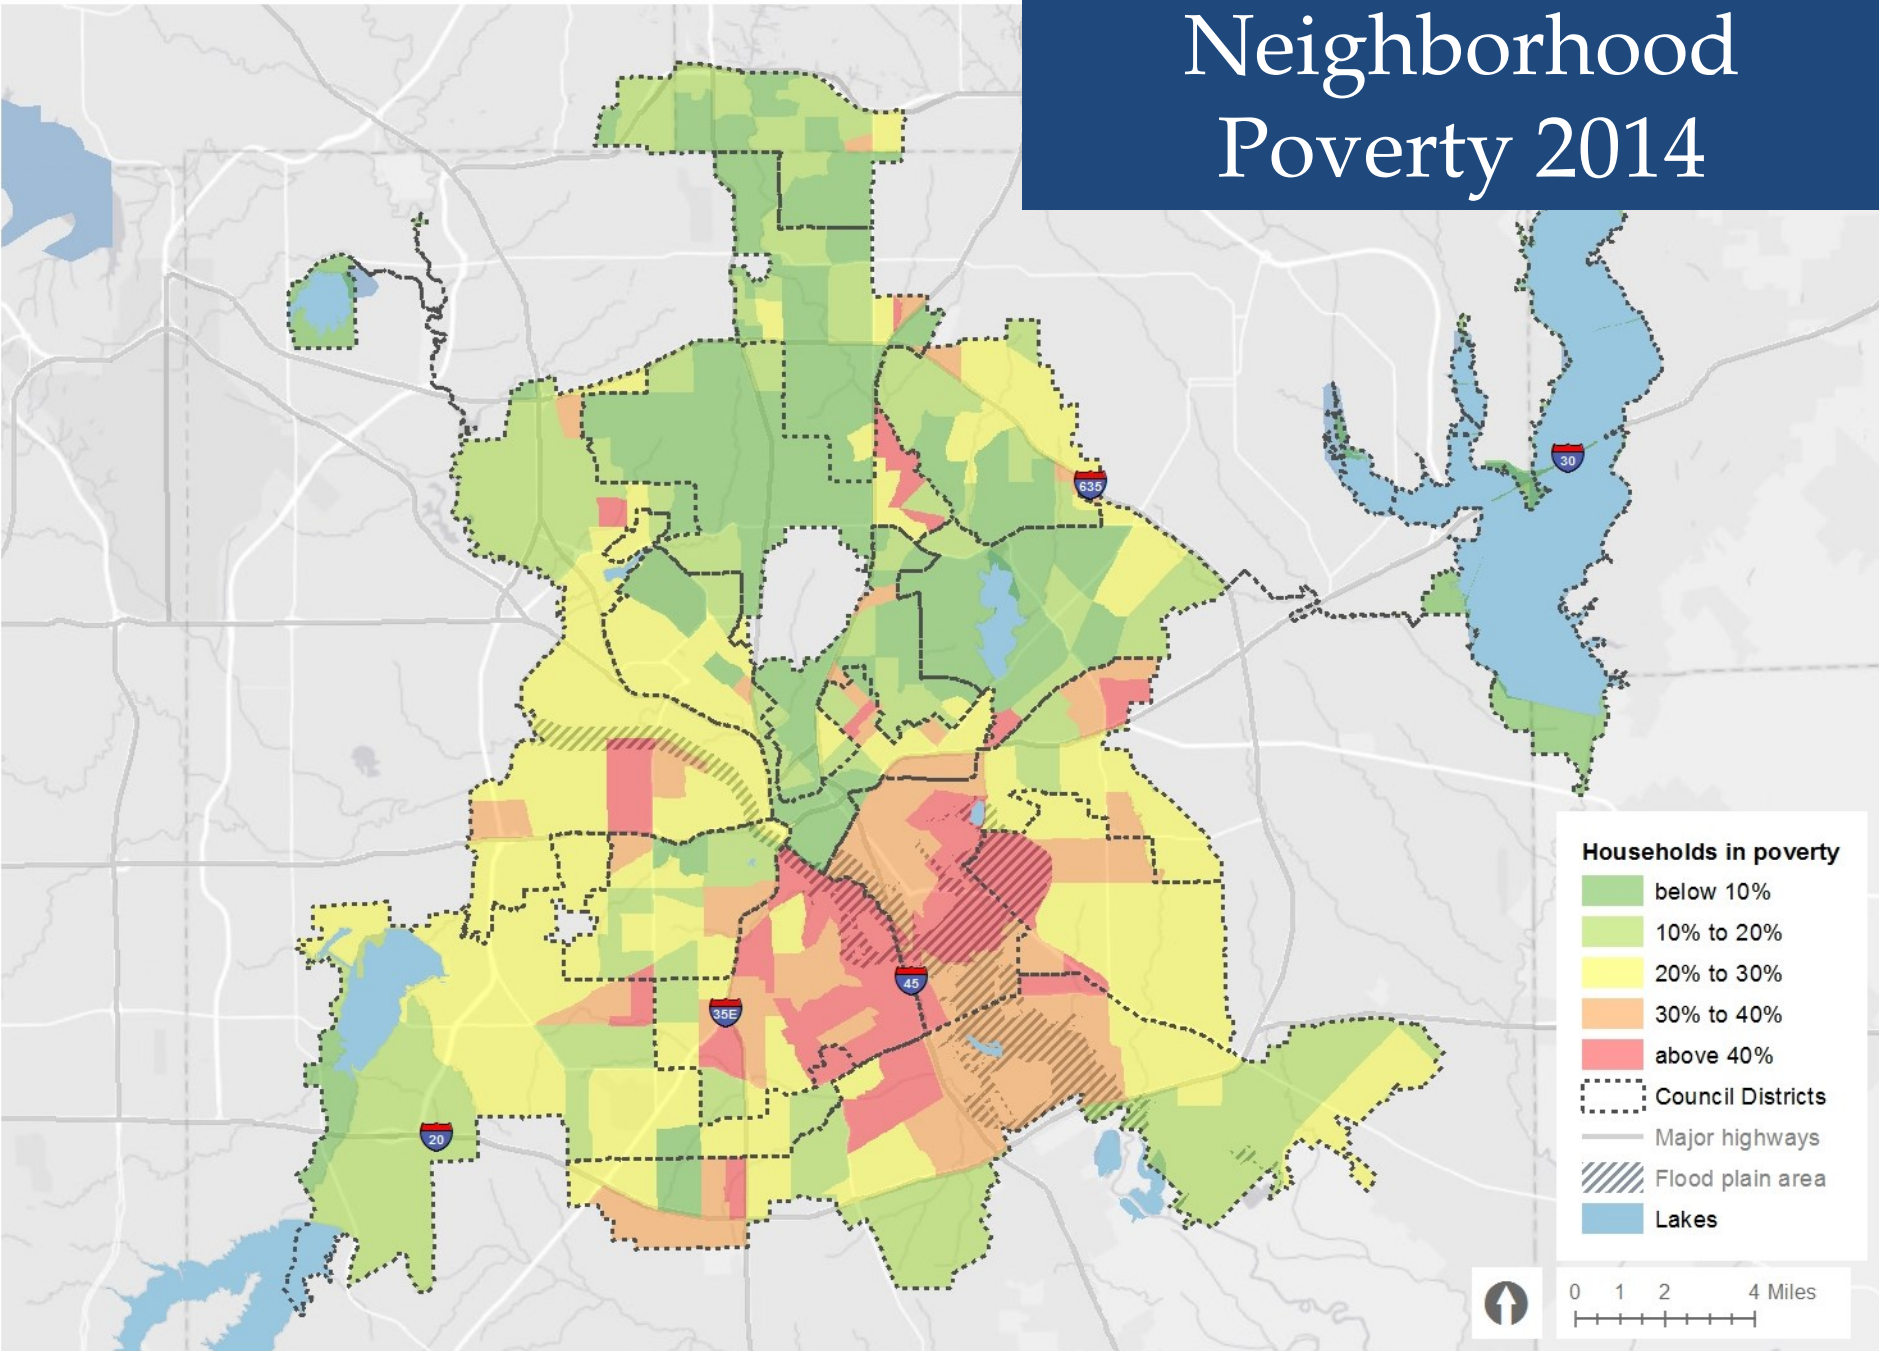 Neighborhood
Poverty 2014
30
635
45
35E
20
Households in poverty
below 10%
10% to 20%
20% to 30%
30% to 40%
above 40%
Council Districts
Major highways
Flood plain area
Lakes
0 1 2 4 Miles